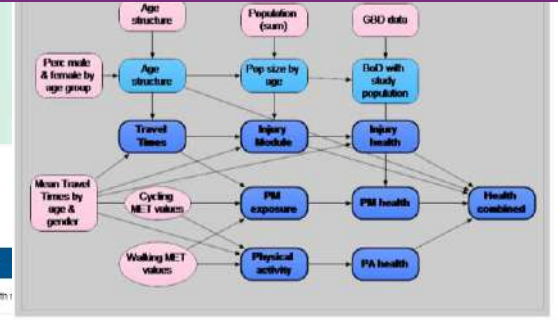 Age
structure
Population
(sum)
GBD data
Perc male
& female by
age group
Age
structure
Pop size by
age
BoD with
study
population
Travel
Times
Injury
Module
Injury
health
Mean Travel
Times by
age &
gender
Cycling
MET values
PM
exposure
PM health
Health
combined
Walking MET
values
Physical
activity
PA health